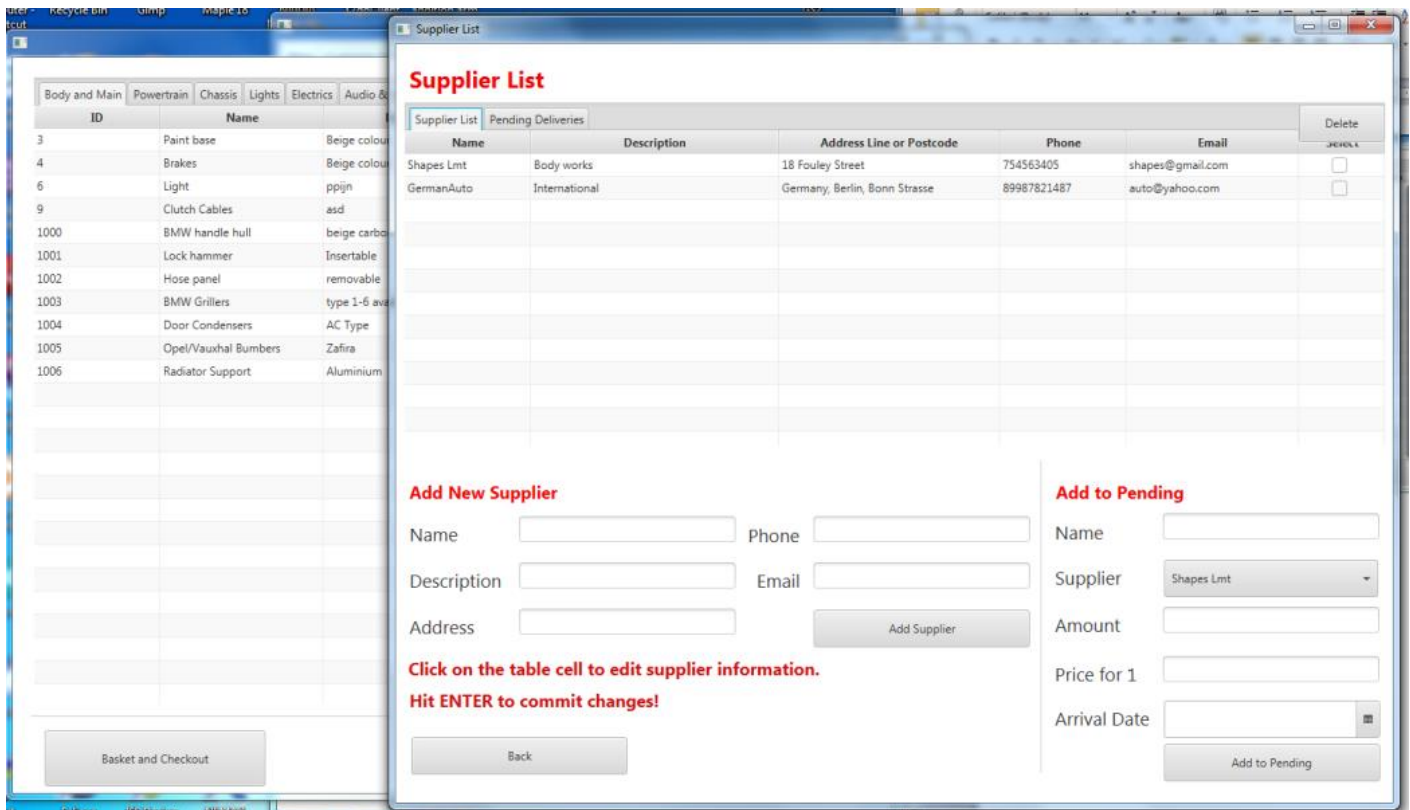 Recycle Bin Gimp Maple 18
Supplier List
Body and Main Powertrain Chassis Lights Electrics Audio &
ID Name
3 Paint base Beige colou
4 Brakes Beige colou
6 Light ppijn
9 Clutch Cables asd
1000 BMW handle hull beige carbo
1001 Lock hammer Insertable
1002 Hose panel removable
1003 BMW Grillers type 1-6 ava
1004 Door Condensers AC Type
1005 Opel/Vauxhal Bumbers Zafira
1006 Radiator Support Aluminium
Basket and Checkout
Supplier List
Supplier List Pending Deliveries Delete
Name Description Address Line or Postcode Phone Email Select
Shapes Lmt Body works 18 Fouley Street 754563405 shapes@gmail.com
GermanAuto International Germany, Berlin, Bonn Strasse 89987821487 auto@yahoo.com
Add New Supplier
Name Phone
Description Email
Address Add Supplier
Click on the table cell to edit supplier information.
Hit ENTER to commit changes!
Back
Add to Pending
Name
Supplier Shapes Lmt
Amount
Price for 1
Arrival Date
Add to Pending